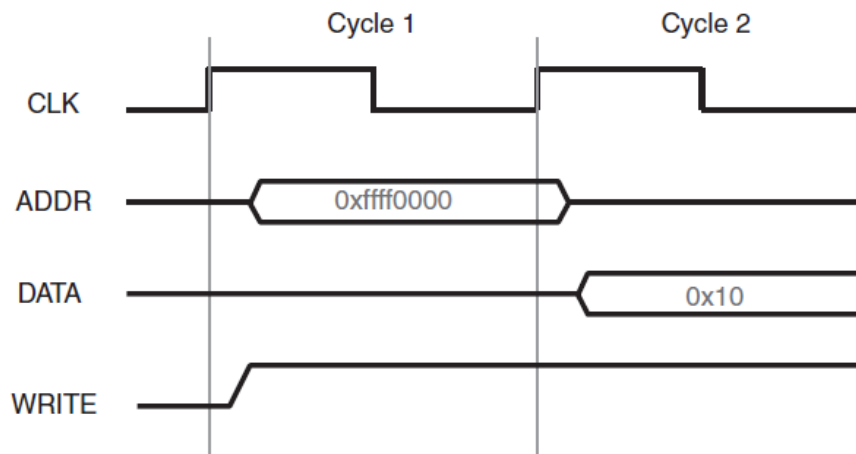 Cycle 1 Cycle 2
CLK
ADDR 0xffff0000
DATA 0x10
WRITE